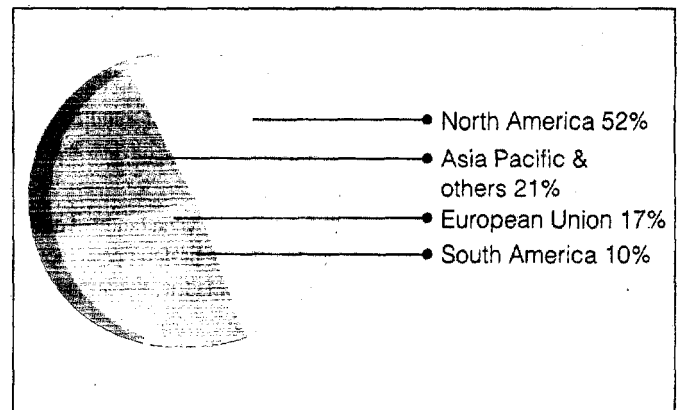 North America 52%
Asia Pacific &
others 21%
European Union 17%
South America 10%